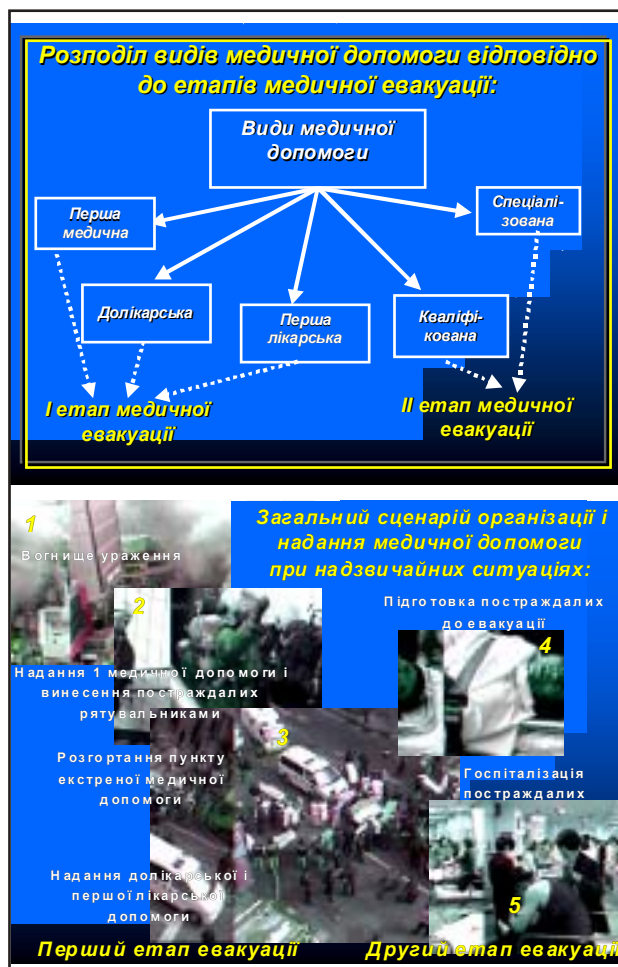 Розподіл видів медичної допомоги відповідно
до етапів медичної евакуації:
Види медичної
допомоги
Перша
медична
Спеціалі-
зована
Долікарська
Перша
лікарська
Кваліфі-
кована
I етап медичної
евакуації
II етап медичної
евакуації
1
Вогнище ураження
Загальний сценарій організації і
надання медичної допомоги
при надзвичайних ситуаціях:
2
Підготовка постраждалих
до евакуації
4
Надання 1 медичної допомоги і
винесення постраждалих
рятувальниками
3
Розгортання пункту
екстреної медичної
допомоги
Госпіталізація
постраждалих
Надання долікарської і
першої лікарської
допомоги
5
Перший етап евакуації
Другий етап евакуації